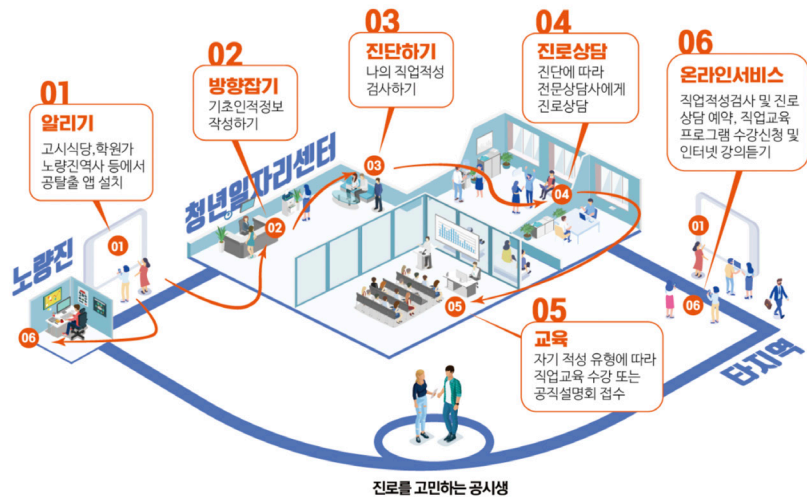 01
알리기
고시식당,학원가
노량진역사 등에서
공탈출 앱 설치
02
방향잡기
기초인적정보
작성하기
03
진단하기
나의 직업적성
검사하기
04
진로상담
진단에 따라
전문상담사에게
진로상담
06
온라인서비스
직업적성검사 및 진로
상담 예약, 직업교육
프로그램 수강신청 및
인터넷 강의듣기
05
교육
자기 적성 유형에 따라
직업교육 수강 또는
공직설명회 접수
노량진
청년일자리센터
타지역
01
02
03
04
05
06
01
06
진로를 고민하는 공시생